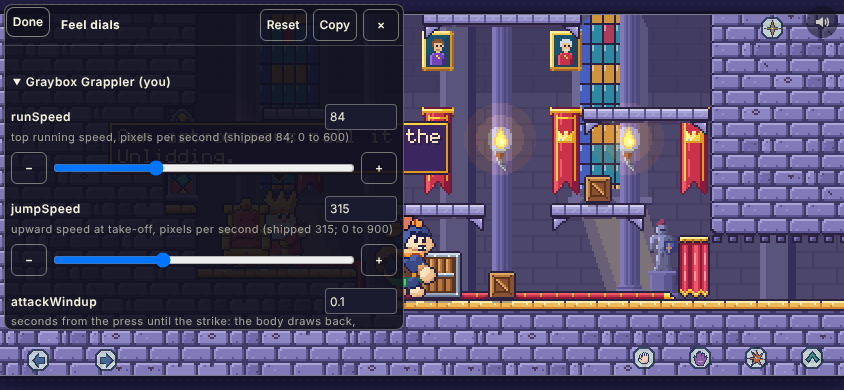 Done
Feel dials
Reset
Copy
×
▼ Graybox Grappler (you)
runSpeed
84
top running speed, pixels per second (shipped 84; 0 to 600)
−
+
jumpSpeed
315
upward speed at take-off, pixels per second (shipped 315; 0 to 900)
−
+
attackWindup
0.1
seconds from the press until the strike: the body draws back,
it
the
Unlidding.